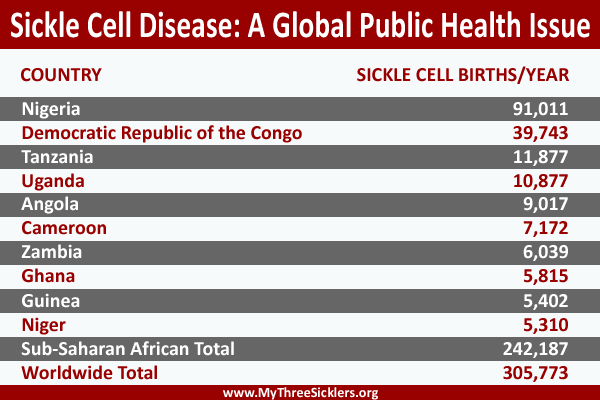 Sickle Cell Disease: A Global Public Health Issue
COUNTRY SICKLE CELL BIRTHS/YEAR
Nigeria 91,011
Democratic Republic of the Congo 39,743
Tanzania 11,877
Uganda 10,877
Angola 9,017
Cameroon 7,172
Zambia 6,039
Ghana 5,815
Guinea 5,402
Niger 5,310
Sub-Saharan African Total 242,187
Worldwide Total 305,773
www.MyThreeSicklers.org